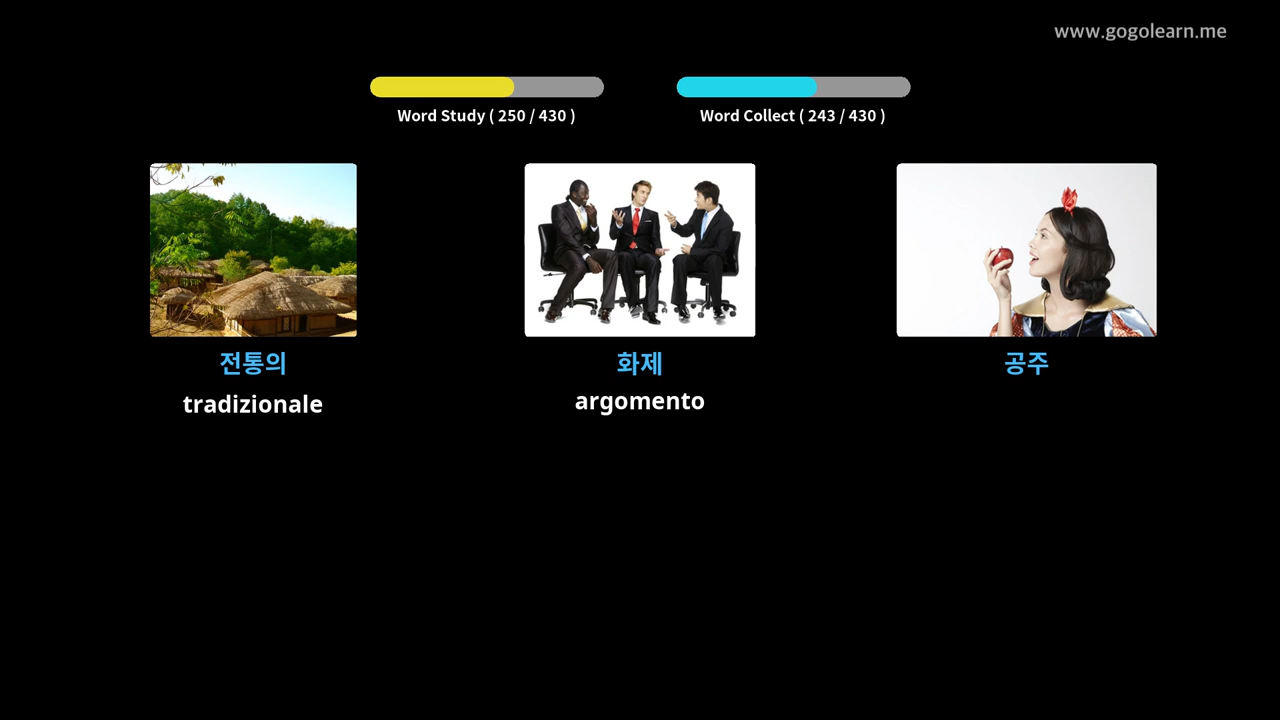 www.gogolearn.me
Word Study ( 250 / 430 )
Word Collect ( 243 / 430 )
전통의
tradizionale
화제
argomento
공주